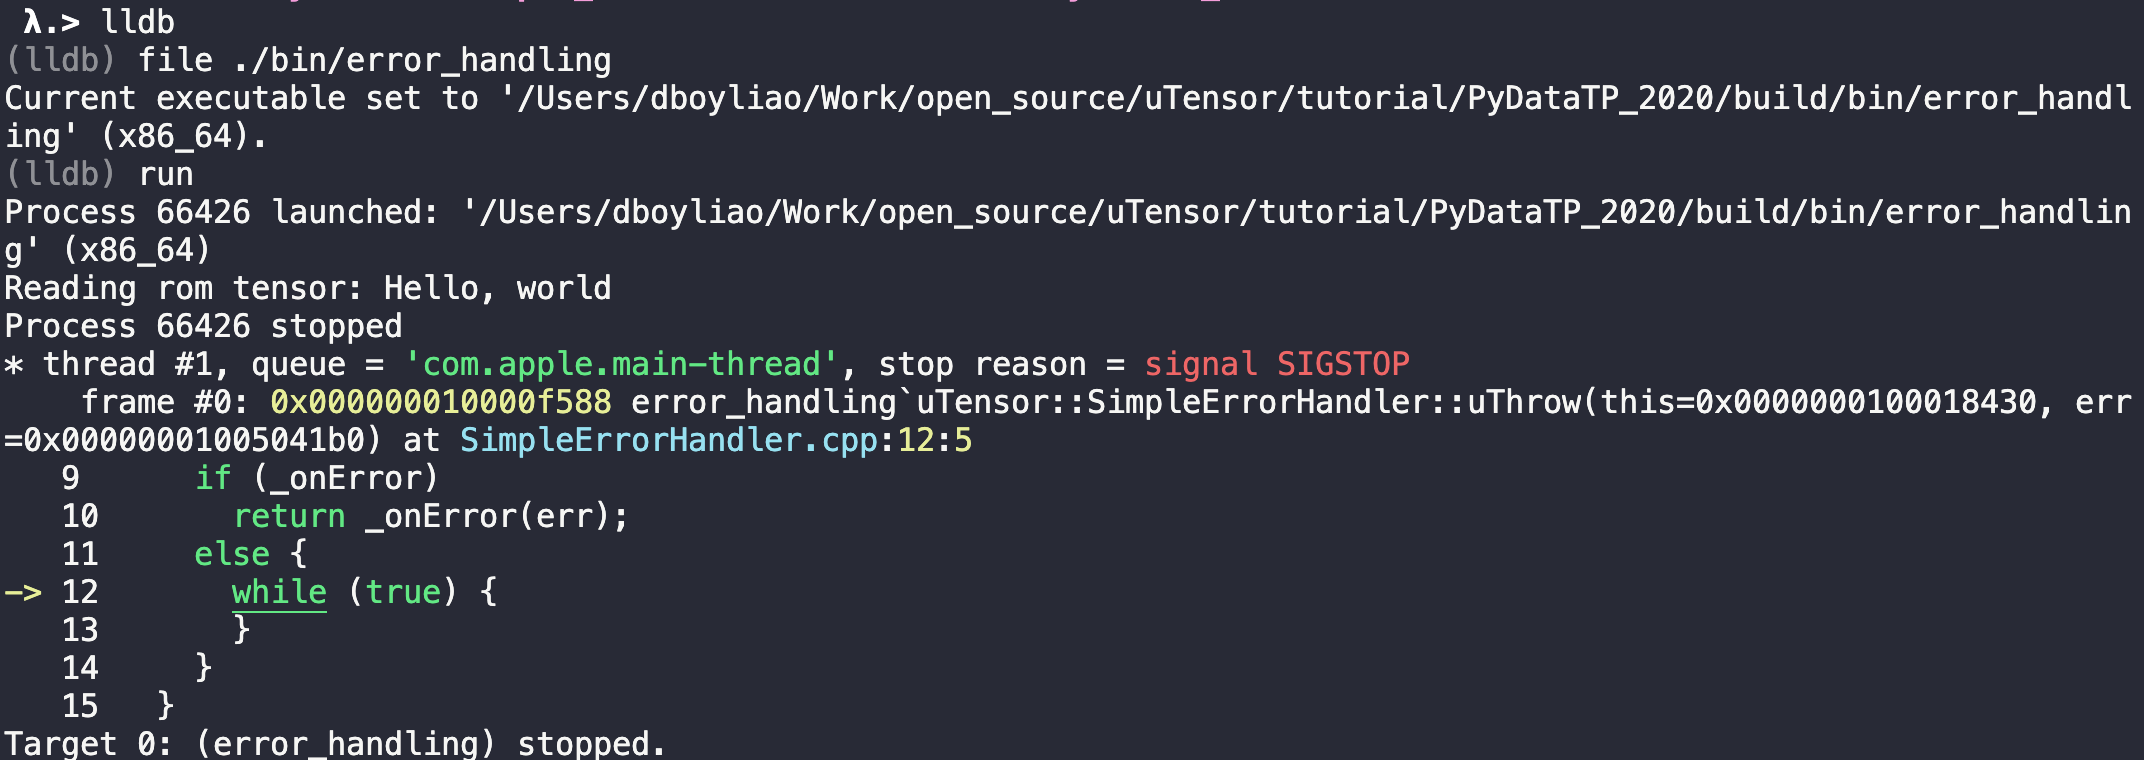 λ.> lldb
(lldb) file ./bin/error_handling
Current executable set to '/Users/dboyliao/Work/open_source/uTensor/tutorial/PyDataTP_2020/build/bin/error_handl
ing' (x86_64).
(lldb) run
Process 66426 launched: '/Users/dboyliao/Work/open_source/uTensor/tutorial/PyDataTP_2020/build/bin/error_handlin
g' (x86_64)
Reading rom tensor: Hello, world
Process 66426 stopped
* thread #1, queue = 'com.apple.main-thread', stop reason = signal SIGSTOP
    frame #0: 0x000000010000f588 error_handling`uTensor::SimpleErrorHandler::uThrow(this=0x0000000100018430, err
=0x00000001005041b0) at SimpleErrorHandler.cpp:12:5
   9      if (_onError)
   10       return _onError(err);
   11     else {
-> 12       while (true) {
   13       }
   14     }
   15   }
Target 0: (error_handling) stopped.